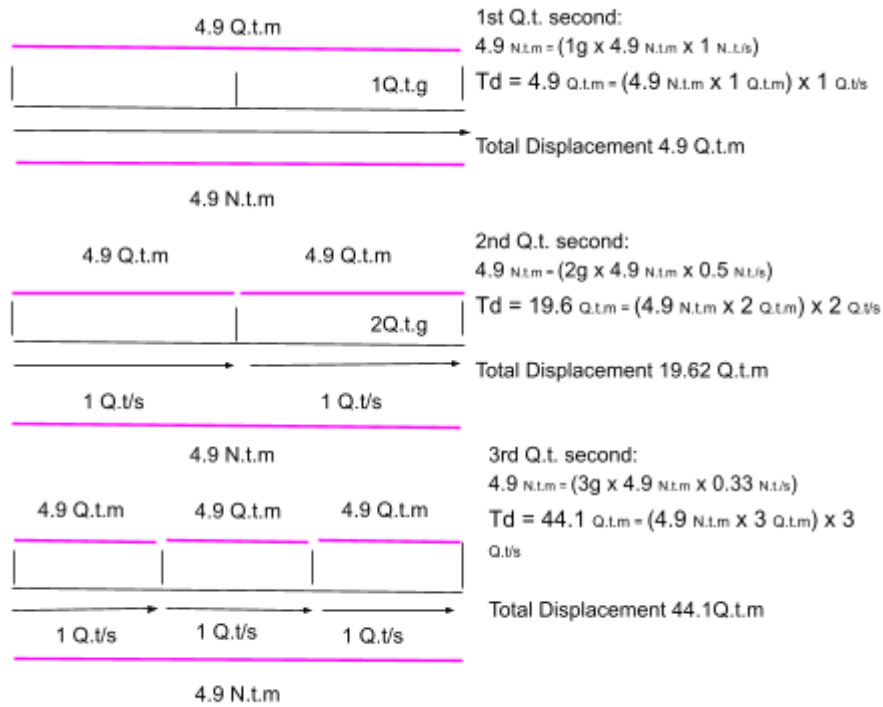 4.9 Q.t.m
1Q.t.g
4.9 N.t.m
1st Q.t. second:
4.9 N.t.m = (1g x 4.9 N.t.m x 1 N..t/s)
Td = 4.9 Q.t.m = (4.9 N.t.m x 1 Q.t.m) x 1 Q.t/s
Total Displacement 4.9 Q.t.m
4.9 Q.t.m 4.9 Q.t.m
2Q.t.g
1 Q.t/s 1 Q.t/s
4.9 N.t.m
2nd Q.t. second:
4.9 N.t.m = (2g x 4.9 N.t.m x 0.5 N.t./s)
Td = 19.6 Q.t.m = (4.9 N.t.m x 2 Q.t.m) x 2 Q.t/s
Total Displacement 19.62 Q.t.m
4.9 Q.t.m 4.9 Q.t.m 4.9 Q.t.m
1 Q.t/s 1 Q.t/s 1 Q.t/s
4.9 N.t.m
3rd Q.t. second:
4.9 N.t.m = (3g x 4.9 N.t.m x 0.33 N.t./s)
Td = 44.1 Q.t.m = (4.9 N.t.m x 3 Q.t.m) x 3
Q.t/s
Total Displacement 44.1Q.t.m